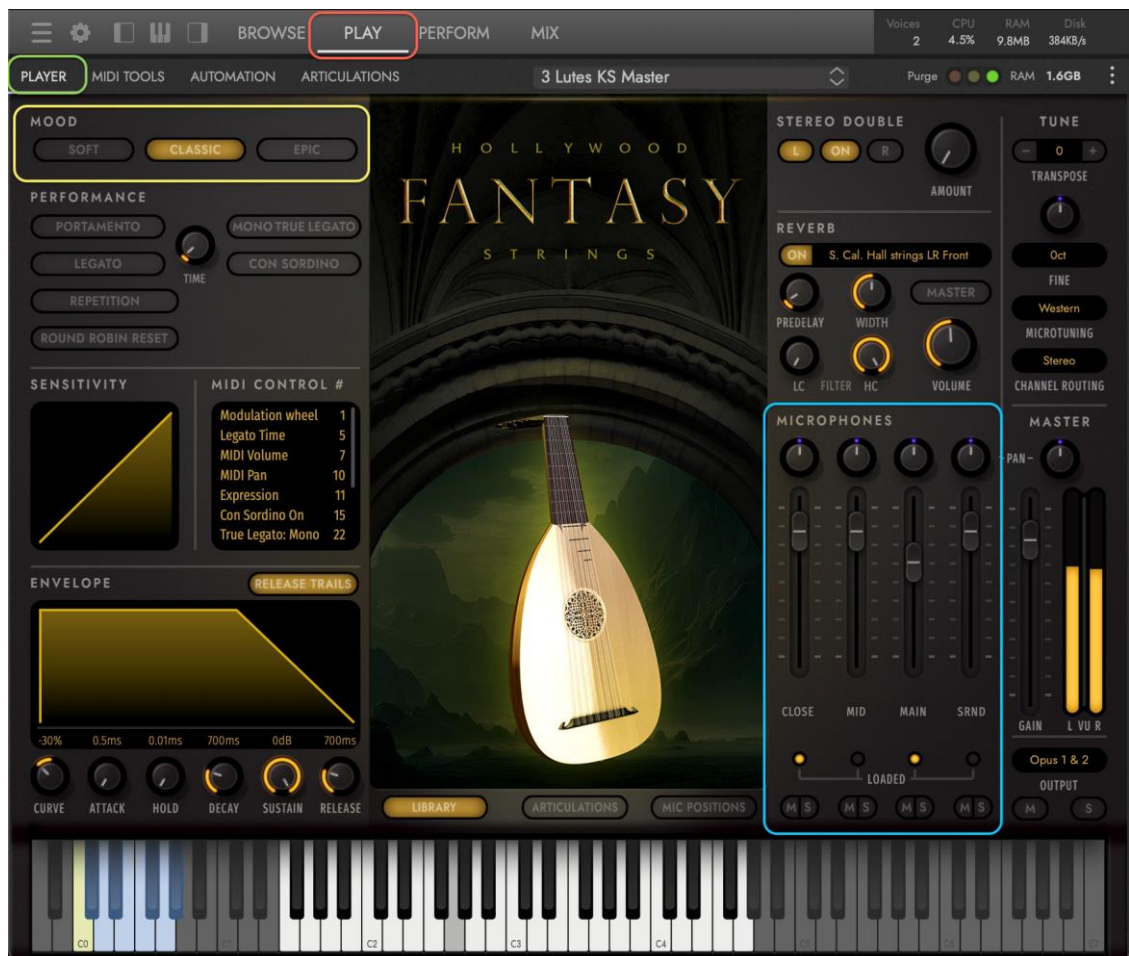 BROWSE PLAY PERFORM MIX
Voices CPU RAM Disk
2 4.5% 9.8MB 384KB/s
PLAYER MIDI TOOLS AUTOMATION ARTICULATIONS 3 Lutes KS Master Purge RAM 1.6GB
MOOD
SOFT CLASSIC EPIC
PERFORMANCE
PORTAMENTO MONO TRUE LEGATO
LEGATO CON SORDINO
TIME
REPETITION
ROUND ROBIN RESET
SENSITIVITY
MIDI CONTROL #
Modulation wheel 1
Legato Time 5
MIDI Volume 7
MIDI Pan 10
Expression 11
Con Sordino On 15
True Legato: Mono 22
ENVELOPE RELEASE TRAILS
-30% 0.5ms 0.01ms 700ms 0dB 700ms
CURVE ATTACK HOLD DECAY SUSTAIN RELEASE
HOLLYWOOD
FANTASY
STRINGS
LIBRARY ARTICULATIONS MIC POSITIONS
STEREO DOUBLE
L ON R
AMOUNT
REVERB
ON S. Cal. Hall strings LR Front
MASTER
PREDELAY WIDTH
LC FILTER HC VOLUME
TUNE
- 0 +
TRANSPOSE
0ct
FINE
Western
MICROTUNING
Stereo
CHANNEL ROUTING
MICROPHONES
CLOSE MID MAIN SRND
LOADED
M S M S M S M S
MASTER
-PAN-
GAIN L VU R
Opus 1 & 2
OUTPUT
M S
C0 C1 C2 C3 C4 C5 C6 C7